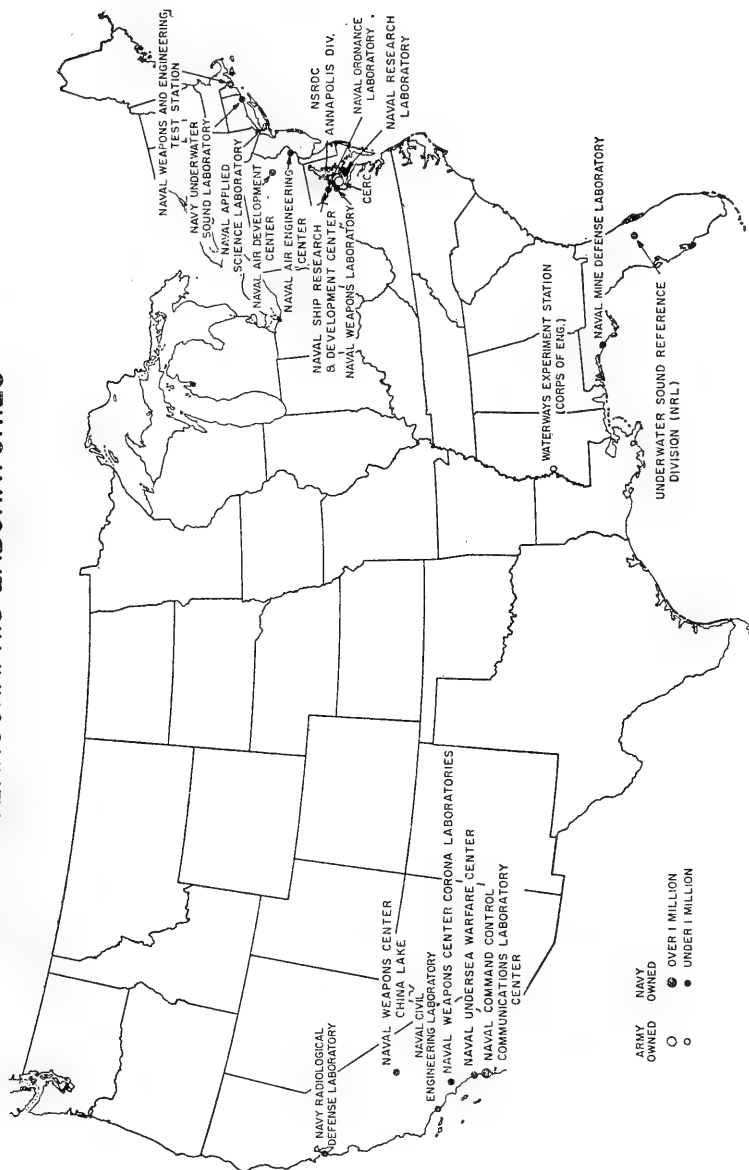 NAVAL WEAPONS AND ENGINEERING
TEST STATION
NAVY UNDERWATER
SOUND LABORATORY
NAVAL APPLIED
SCIENCE LABORATORY
NAVAL AIR DEVELOPMENT
CENTER
NAVAL AIR ENGINEERING
CENTER
NAVAL SHIP RESEARCH
& DEVELOPMENT CENTER
NAVAL WEAPONS LABORATORY
NSRDC
ANNAPOLIS DIV.
NAVAL ORDNANCE
LABORATORY
NAVAL RESEARCH
LABORATORY
CERC
NAVY RADIOLOGICAL
DEFENSE LABORATORY
NAVAL WEAPONS CENTER
CHINA LAKE
NAVAL CIVIL
ENGINEERING LABORATORY
NAVAL WEAPONS CENTER CORONA LABORATORIES
NAVAL UNDERSEA WARFARE CENTER
NAVAL COMMAND CONTROL
COMMUNICATIONS LABORATORY
CENTER
WATERWAYS EXPERIMENT STATION
(CORPS OF ENG.)
NAVAL MINE DEFENSE LABORATORY
UNDERWATER SOUND REFERENCE
DIVISION (NRL)
ARMY NAVY
OWNED OWNED
OVER 1 MILLION
UNDER 1 MILLION